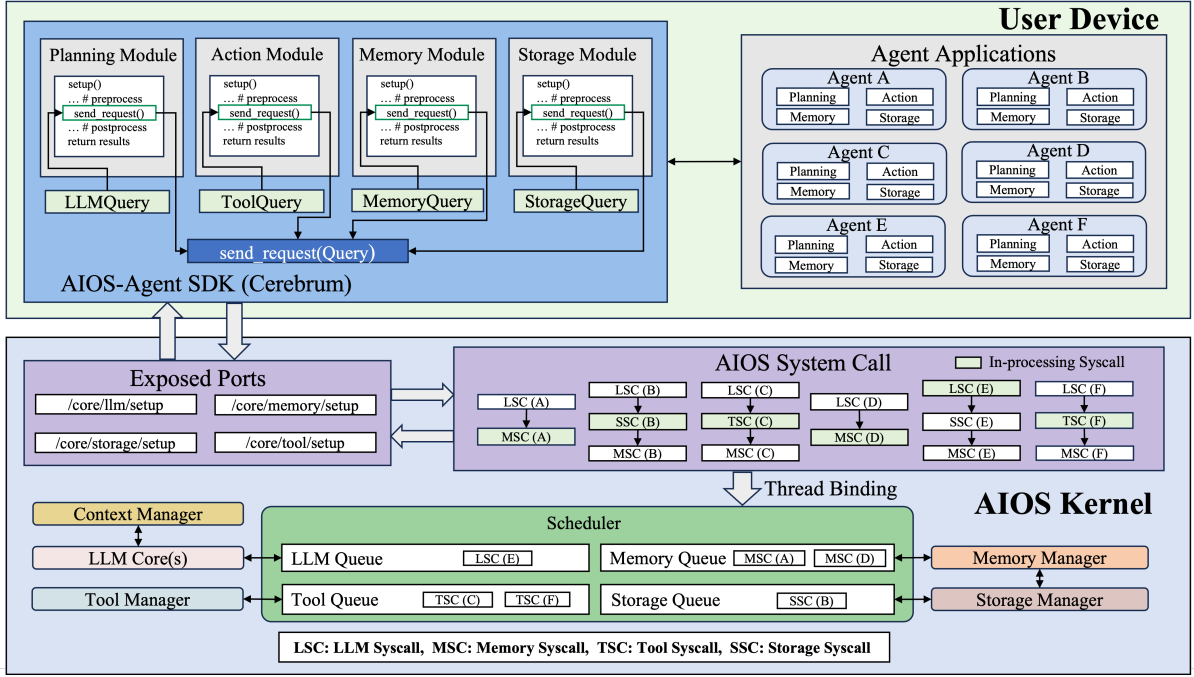 User Device
Planning Module
setup()
... # preprocess
send_request()
... # postprocess
return results
LLMQuery
Action Module
setup()
... # preprocess
send_request()
... # postprocess
return results
ToolQuery
Memory Module
setup()
... # preprocess
send_request()
... # postprocess
return results
MemoryQuery
Storage Module
setup()
... # preprocess
send_request()
... # postprocess
return results
StorageQuery
send_request(Query)
AIOS-Agent SDK (Cerebrum)
Agent Applications
Agent A
Planning
Action
Memory
Storage
Agent B
Planning
Action
Memory
Storage
Agent C
Planning
Action
Memory
Storage
Agent D
Planning
Action
Memory
Storage
Agent E
Planning
Action
Memory
Storage
Agent F
Planning
Action
Memory
Storage
Exposed Ports
/core/llm/setup
/core/memory/setup
/core/storage/setup
/core/tool/setup
AIOS System Call
In-processing Syscall
LSC (A)
MSC (A)
LSC (B)
SSC (B)
MSC (B)
LSC (C)
TSC (C)
MSC (C)
LSC (D)
MSC (D)
LSC (E)
SSC (E)
MSC (E)
LSC (F)
TSC (F)
MSC (F)
Thread Binding
AIOS Kernel
Context Manager
LLM Core(s)
Tool Manager
Scheduler
LLM Queue
LSC (E)
Memory Queue
MSC (A)
MSC (D)
Tool Queue
TSC (C)
TSC (F)
Storage Queue
SSC (B)
Memory Manager
Storage Manager
LSC: LLM Syscall, MSC: Memory Syscall, TSC: Tool Syscall, SSC: Storage Syscall